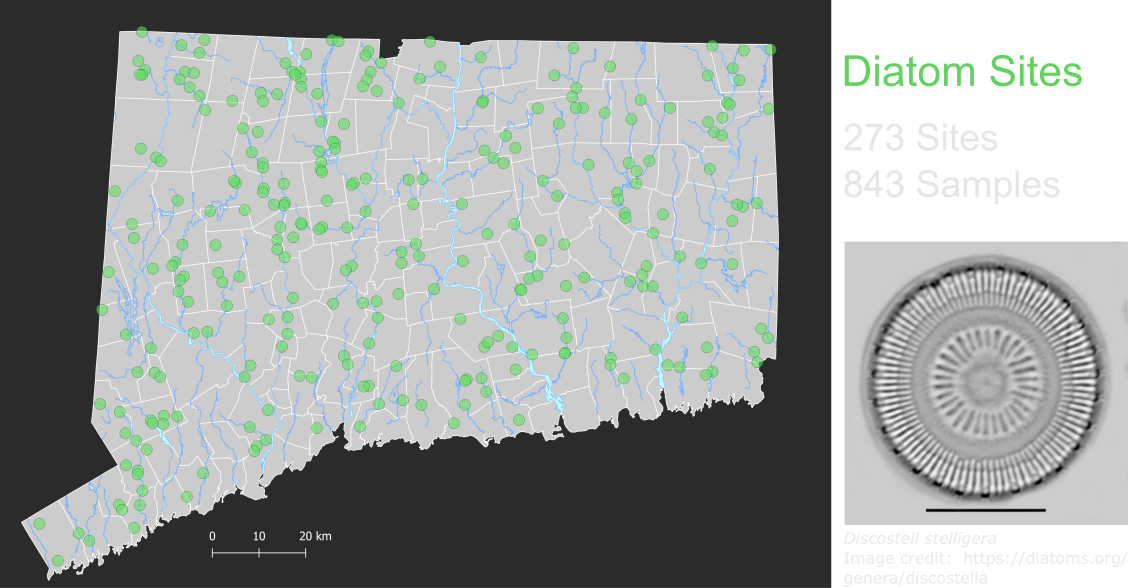 Diatom Sites
273 Sites
843 Samples
0 10 20 km
Discostell stelligera
Image credit: https://diatoms.org/
genera/discostella